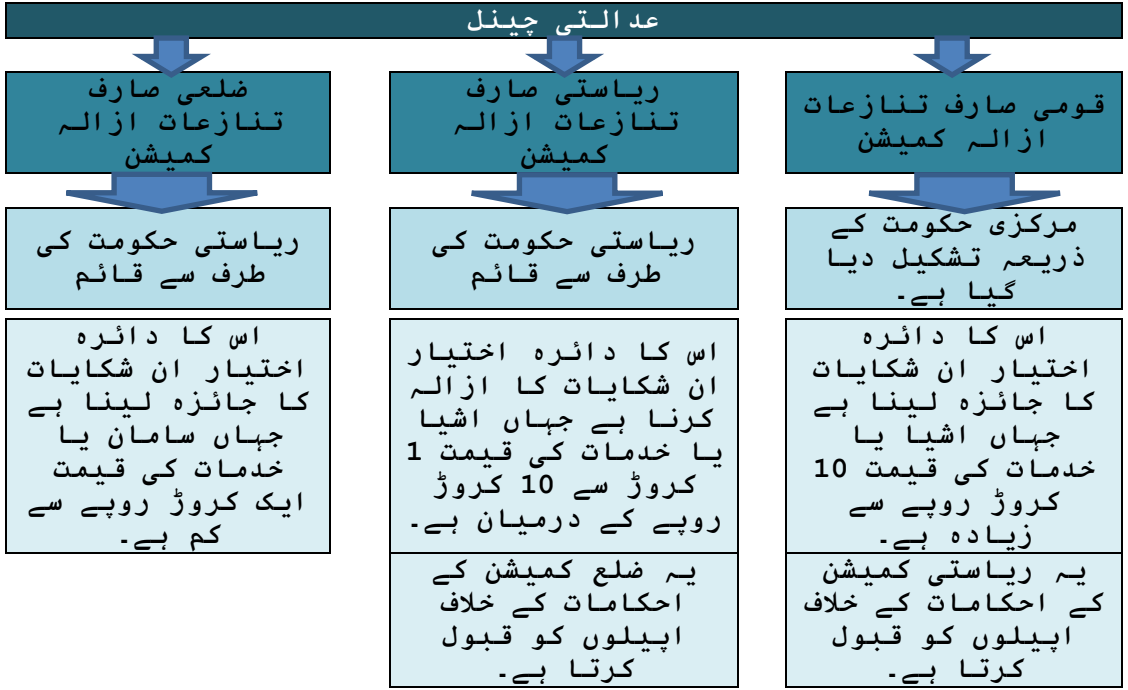 عدالتی چینل
قومی صارف تنازعات
ازالہ کمیشن
مرکزی حکومت کے
ذریعہ تشکیل دیا
گیا ہے۔
اس کا دائرہ
اختیار ان شکایات
کا جائزہ لینا ہے
جہاں اشیا یا
خدمات کی قیمت 10
کروڑ روپے سے
زیادہ ہے۔
یہ ریاستی کمیشن
کے احکامات کے خلاف
اپیلوں کو قبول
کرتا ہے۔
ریاستی صارف
تنازعات ازالہ
کمیشن
ریاستی حکومت کی
طرف سے قائم
اس کا دائرہ اختیار
ان شکایات کا ازالہ
کرنا ہے جہاں اشیا
یا خدمات کی قیمت 1
کروڑ سے 10 کروڑ
روپے کے درمیان ہے۔
یہ ضلع کمیشن کے
احکامات کے خلاف
اپیلوں کو قبول
کرتا ہے۔
ضلعی صارف
تنازعات ازالہ
کمیشن
ریاستی حکومت کی
طرف سے قائم
اس کا دائرہ
اختیار ان شکایات
کا جائزہ لینا ہے
جہاں سامان یا
خدمات کی قیمت
ایک کروڑ روپے سے
کم ہے۔